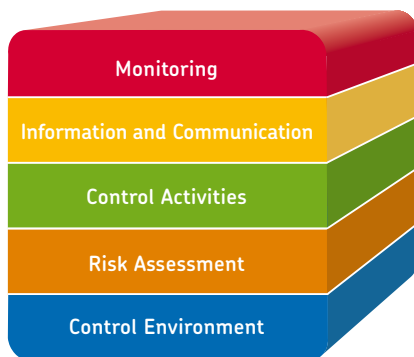 Monitoring
Information and Communication
Control Activities
Risk Assessment
Control Environment